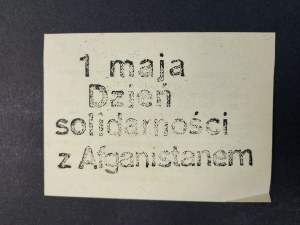 1 maja
Dzień
solidarności
z Afganistanem